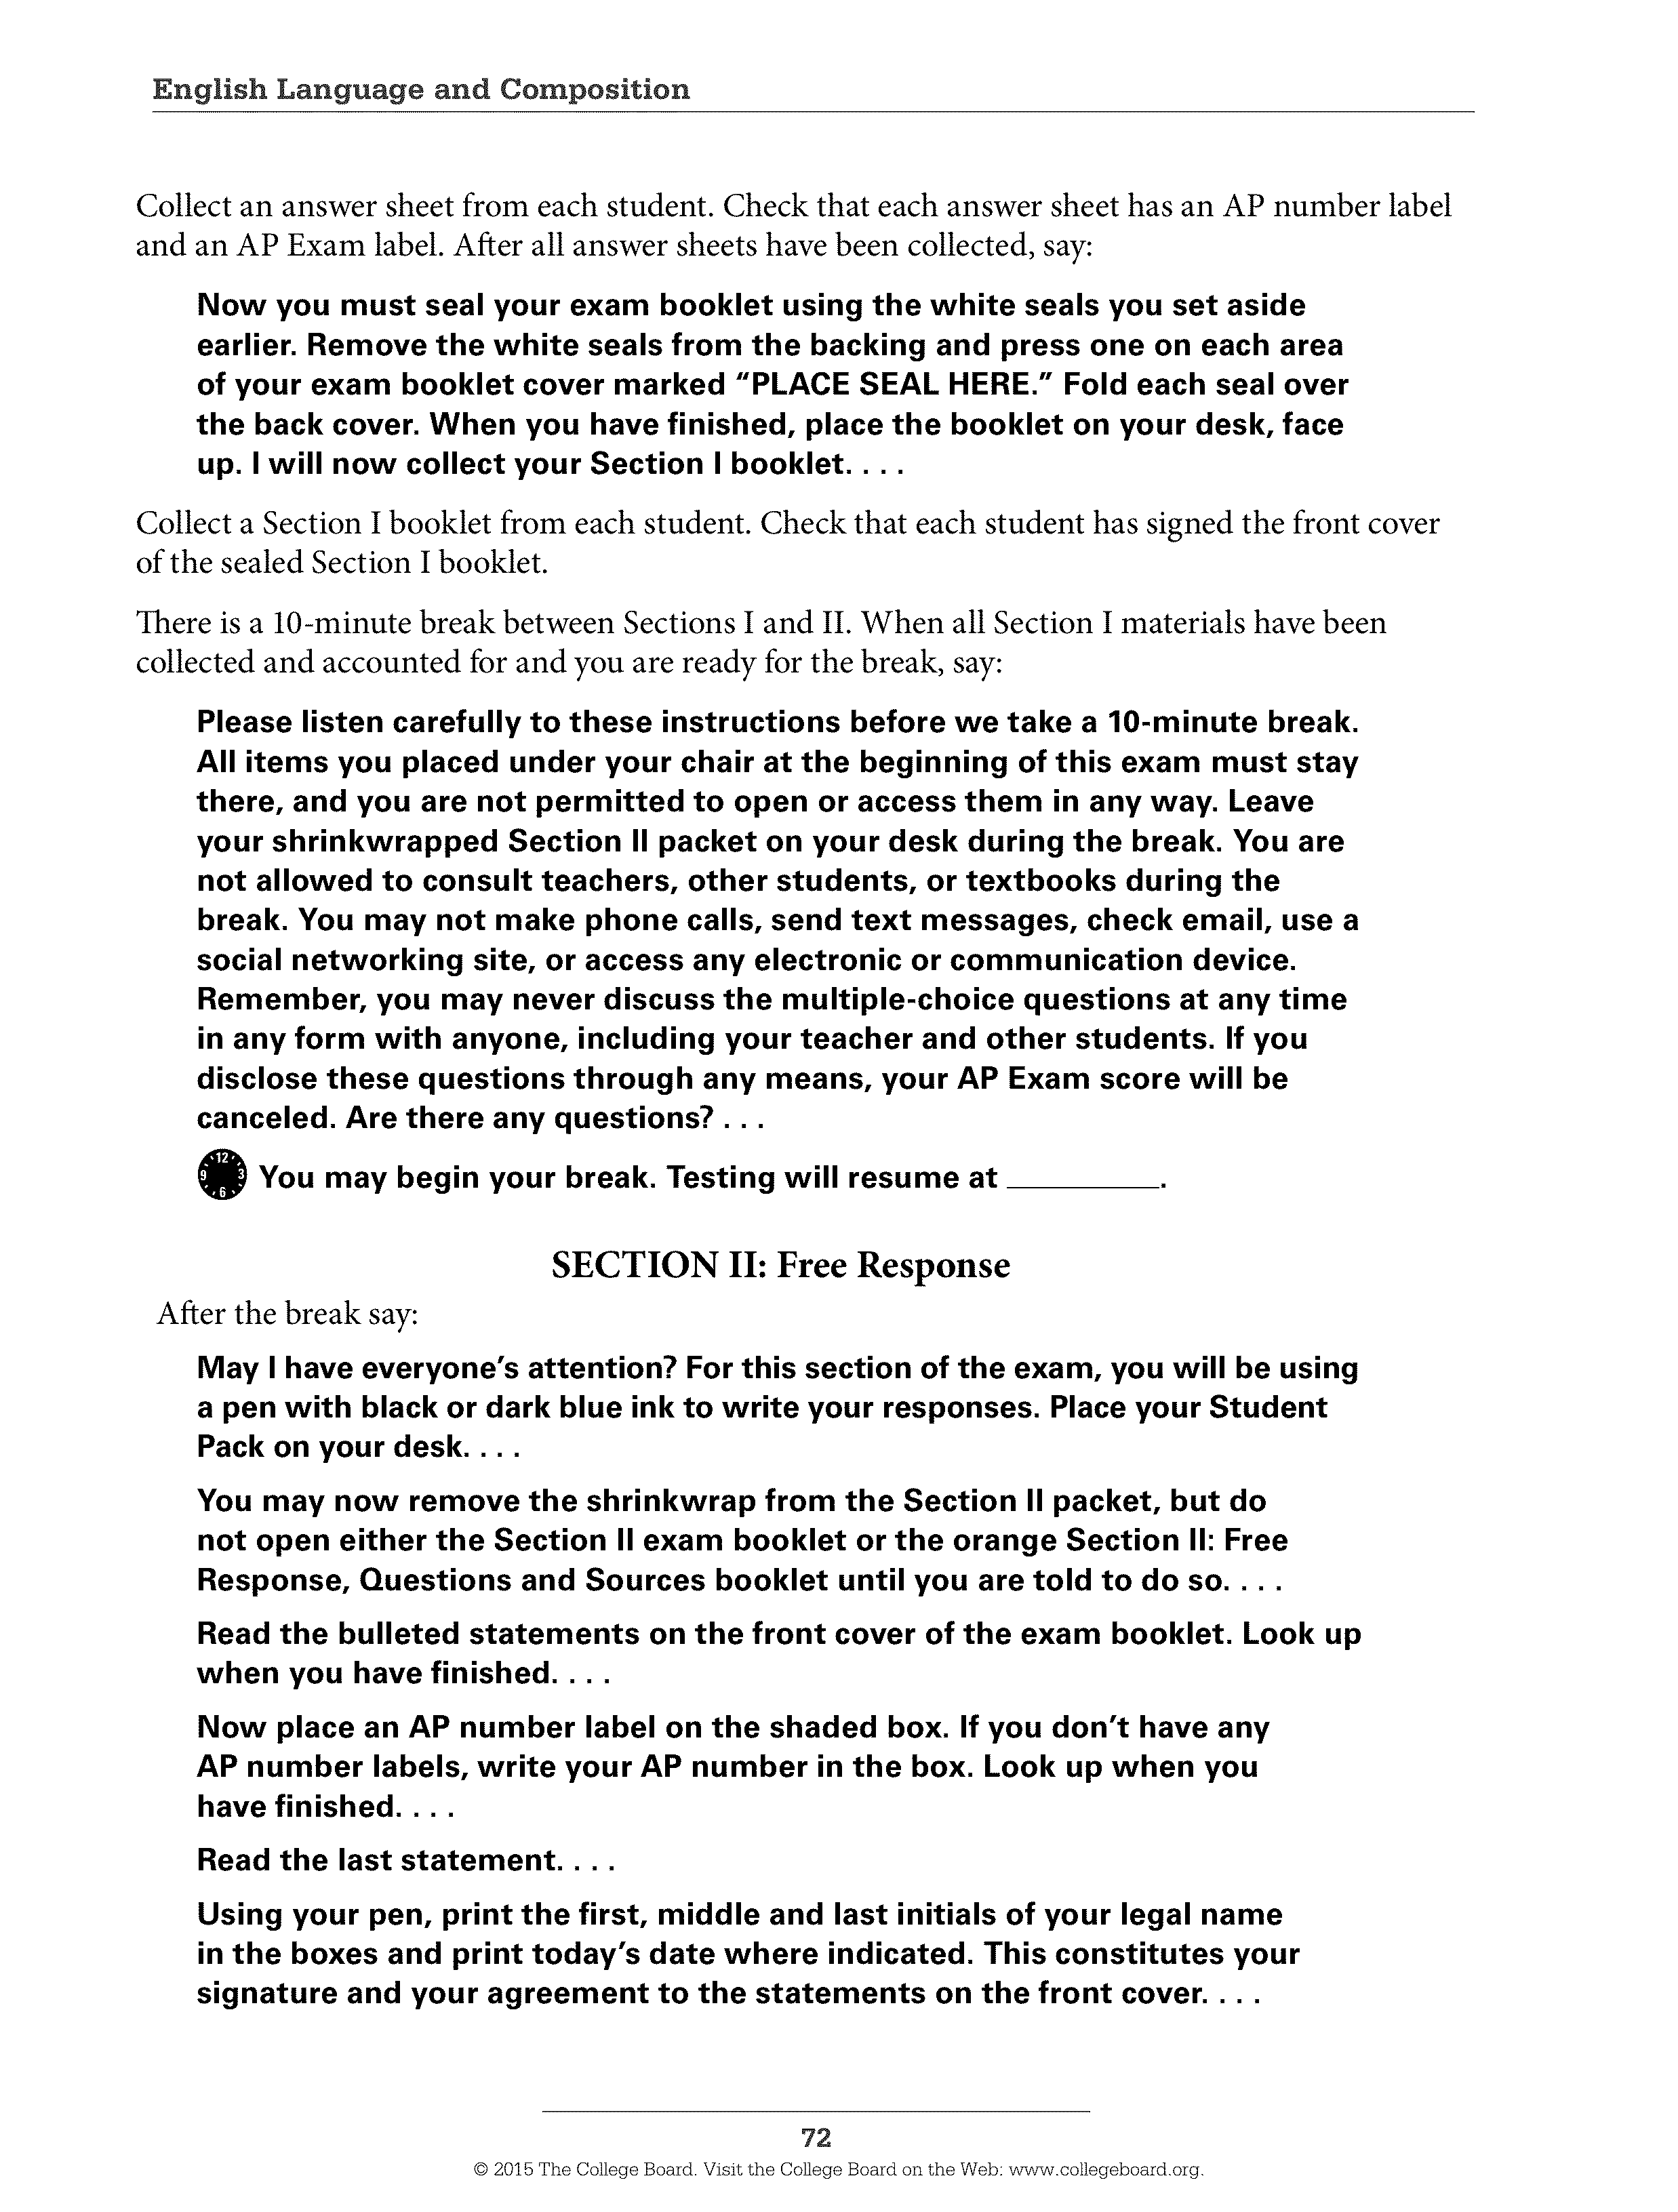 English Language and Composition
Collect an answer sheet from each student. Check that each answer sheet has an AP number label
and an AP Exam label. After all answer sheets have been collected, say:
Now you must seal your exam booklet using the white seals you set aside
earlier. Remove the white seals from the backing and press one on each area
of your exam booklet cover marked “PLACE SEAL HERE.” Fold each seal over
the back cover. When you have finished, place the booklet on your desk, face
up. I will now collect your Section I booklet. . . .
Collect a Section I booklet from each student. Check that each student has signed the front cover
of the sealed Section I booklet.
There is a 10-minute break between Sections I and II. When all Section I materials have been
collected and accounted for and you are ready for the break, say:
Please listen carefully to these instructions before we take a 10-minute break.
All items you placed under your chair at the beginning of this exam must stay
there, and you are not permitted to open or access them in any way. Leave
your shrinkwrapped Section II packet on your desk during the break. You are
not allowed to consult teachers, other students, or textbooks during the
break. You may not make phone calls, send text messages, check email, use a
social networking site, or access any electronic or communication device.
Remember, you may never discuss the multiple-choice questions at any time
in any form with anyone, including your teacher and other students. If you
disclose these questions through any means, your AP Exam score will be
canceled. Are there any questions? . . .
12 9 3 6 You may begin your break. Testing will resume at __________.
SECTION II: Free Response
After the break say:
May I have everyone’s attention? For this section of the exam, you will be using
a pen with black or dark blue ink to write your responses. Place your Student
Pack on your desk. . . .
You may now remove the shrinkwrap from the Section II packet, but do
not open either the Section II exam booklet or the orange Section II: Free
Response, Questions and Sources booklet until you are told to do so. . . .
Read the bulleted statements on the front cover of the exam booklet. Look up
when you have finished. . . .
Now place an AP number label on the shaded box. If you don’t have any
AP number labels, write your AP number in the box. Look up when you
have finished. . . .
Read the last statement. . . .
Using your pen, print the first, middle and last initials of your legal name
in the boxes and print today’s date where indicated. This constitutes your
signature and your agreement to the statements on the front cover. . . .
72
© 2015 The College Board. Visit the College Board on the Web: www.collegeboard.org.